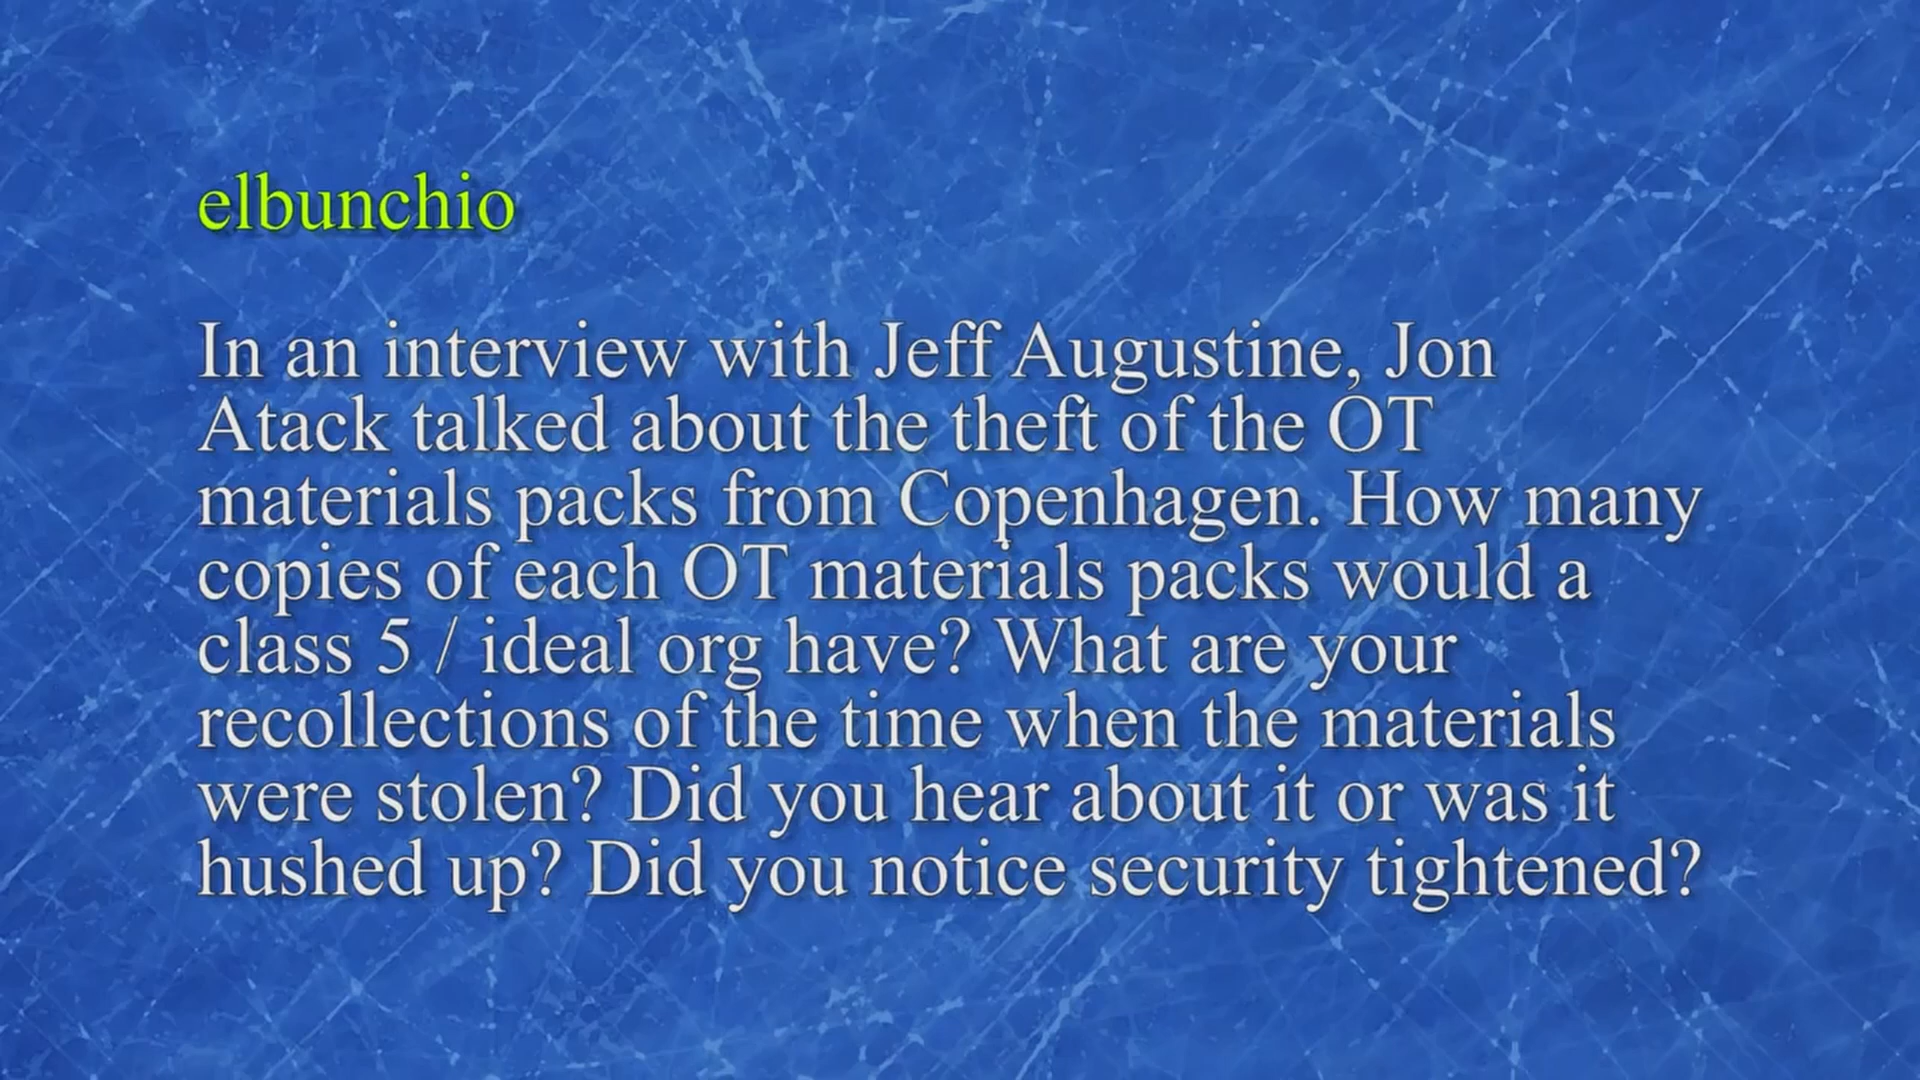 elbunchio
In an interview with Jeff Augustine, Jon
Atack talked about the theft of the OT
materials packs from Copenhagen. How many
copies of each OT materials packs would a
class 5 / ideal org have? What are your
recollections of the time when the materials
were stolen? Did you hear about it or was it
hushed up? Did you notice security tightened?